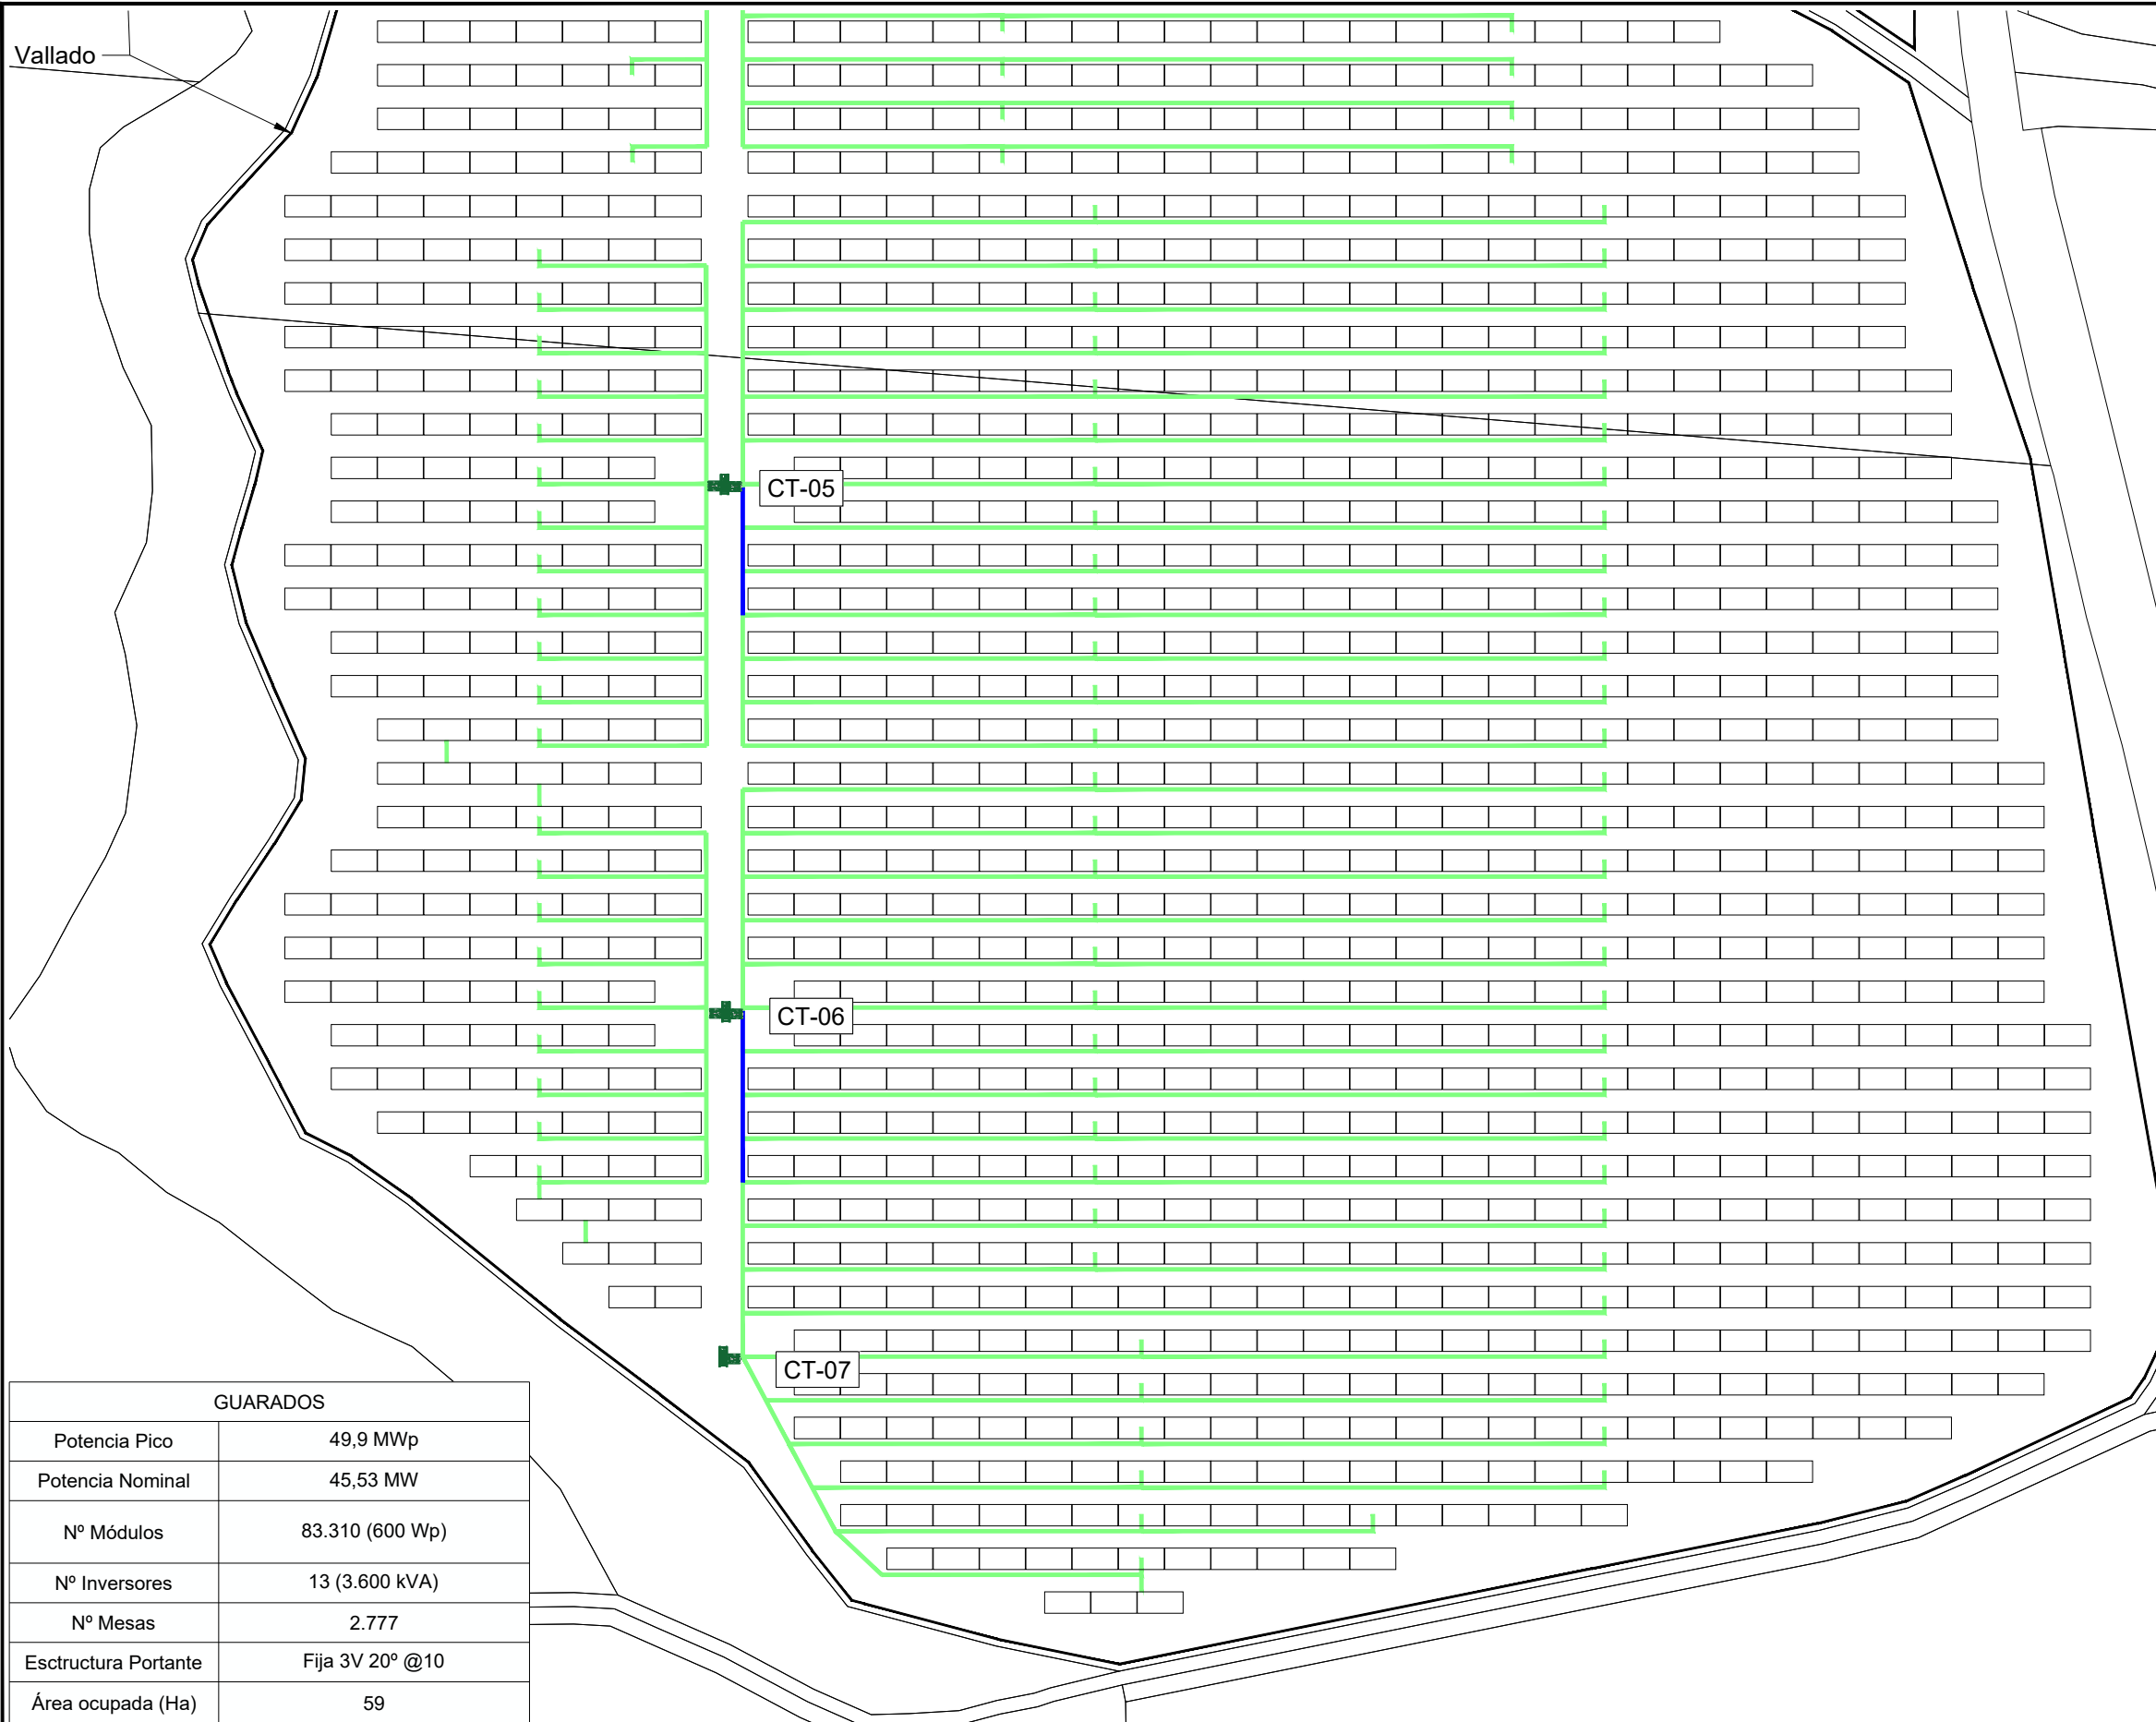 Vallado
CT-05
CT-06
CT-07
GUARADOS
Potencia Pico 49,9 MWp
Potencia Nominal 45,53 MW
Nº Módulos 83.310 (600 Wp)
Nº Inversores 13 (3.600 kVA)
Nº Mesas 2.777
Esctructura Portante Fija 3V 20º @10
Área ocupada (Ha) 59